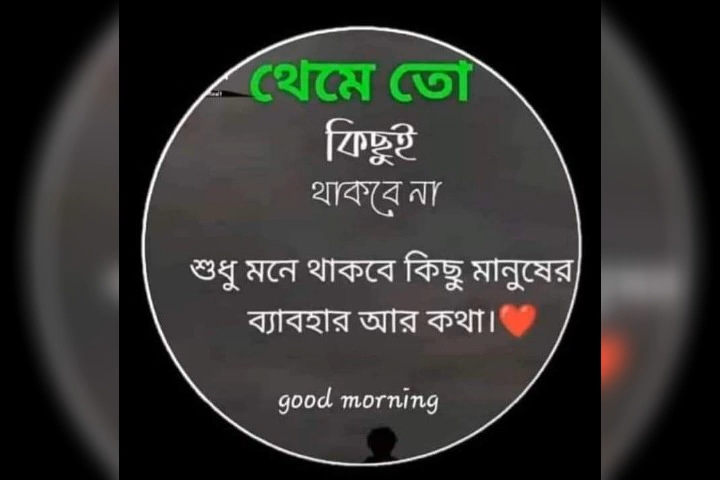 থেমে তো
কিছুই
থাকবে না
শুধু মনে থাকবে কিছু মানুষের
ব্যাবহার আর কথা।❤️
good morning